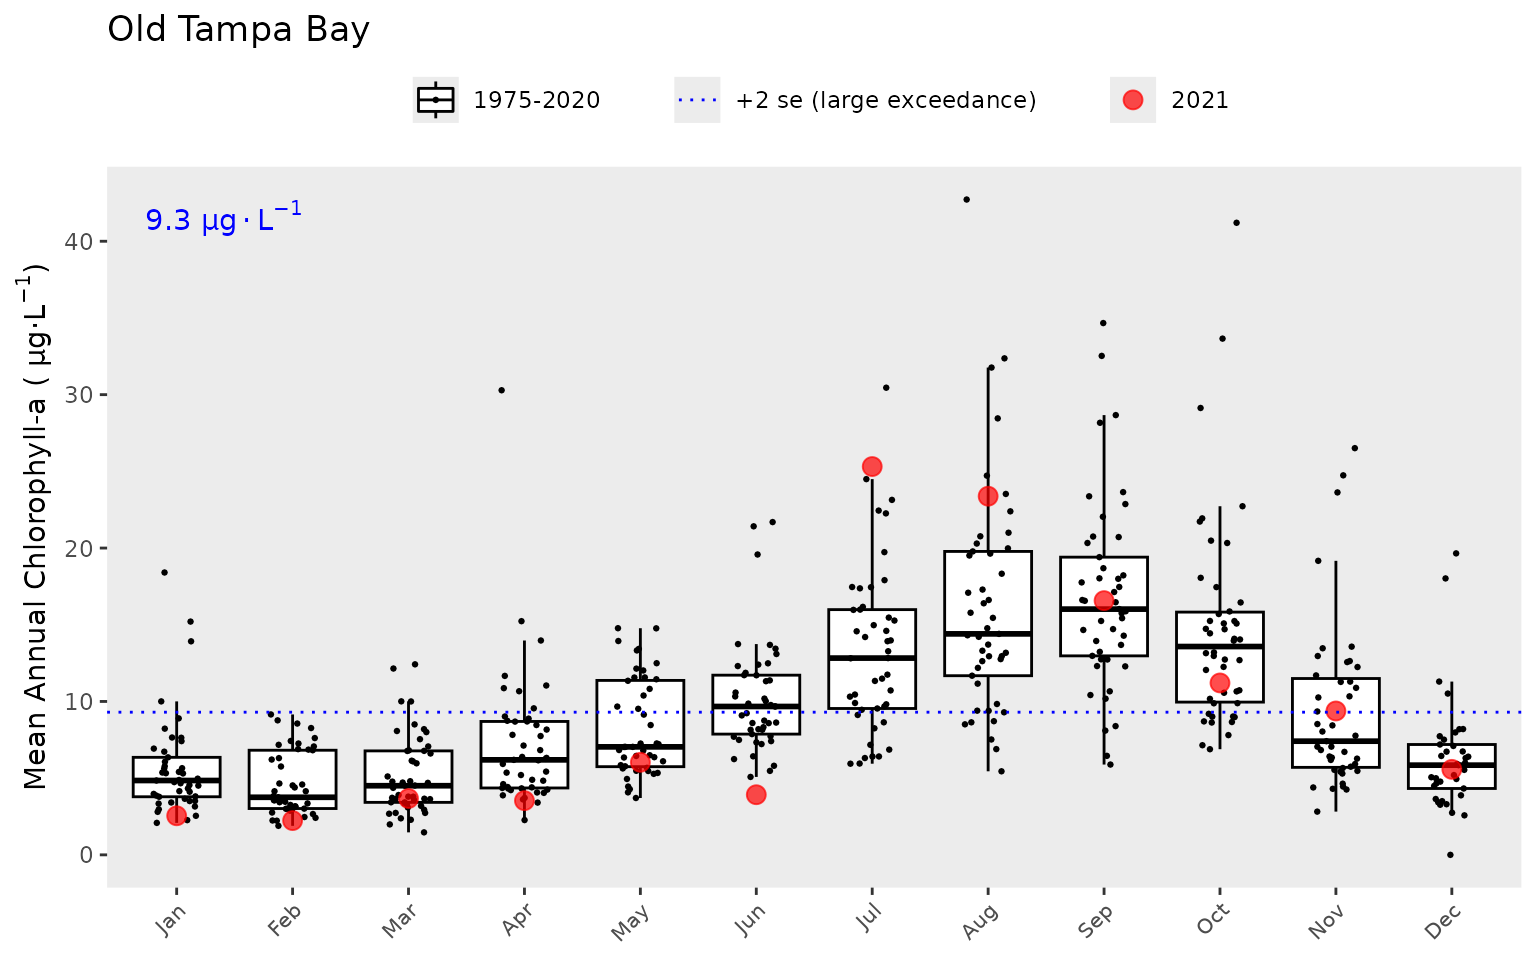 Old Tampa Bay
1975-2020 +2 se (large exceedance) 2021
9.3 µg·L⁻¹
Mean Annual Chlorophyll-a ( µg·L⁻¹)
40
30
20
10
0
Jan Feb Mar Apr May Jun Jul Aug Sep Oct Nov Dec